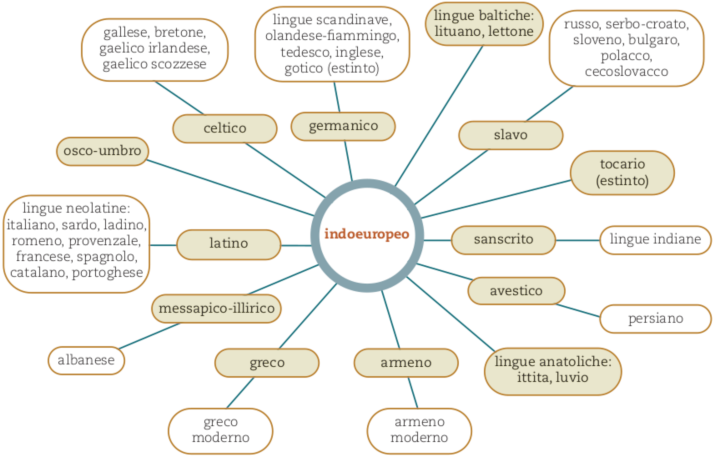 gallese, bretone,
gaelico irlandese,
gaelico scozzese
lingue scandinave,
olandese-fiammingo,
tedesco, inglese,
gotico (estinto)
lingue baltiche:
lituano, lettone
russo, serbo-croato,
sloveno, bulgaro,
polacco,
cecoslovacco
celtico
germanico
slavo
osco-umbro
tocario
(estinto)
lingue neolatine:
italiano, sardo, ladino,
romeno, provenzale,
francese, spagnolo,
catalano, portoghese
latino
indoeuropeo
sanscrito
lingue indiane
avestico
persiano
messapico-illirico
albanese
greco
armeno
lingue anatoliche:
ittita, luvio
greco
moderno
armeno
moderno